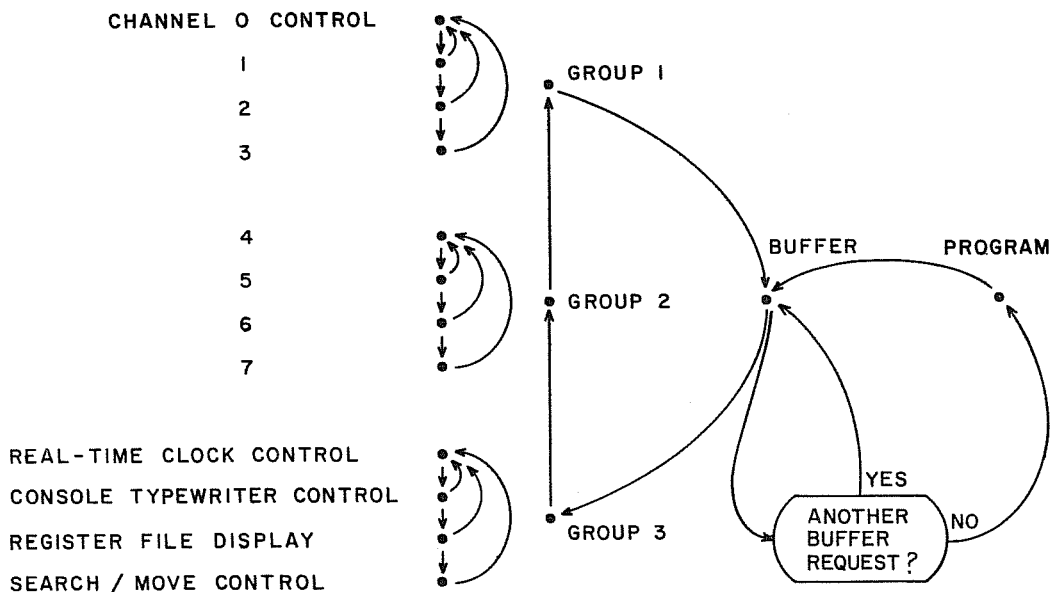 CHANNEL 0 CONTROL
1
2
3
4
5
6
7
REAL-TIME CLOCK CONTROL
CONSOLE TYPEWRITER CONTROL
REGISTER FILE DISPLAY
SEARCH / MOVE CONTROL
GROUP 1
GROUP 2
GROUP 3
BUFFER
PROGRAM
YES
NO
ANOTHER
BUFFER
REQUEST?